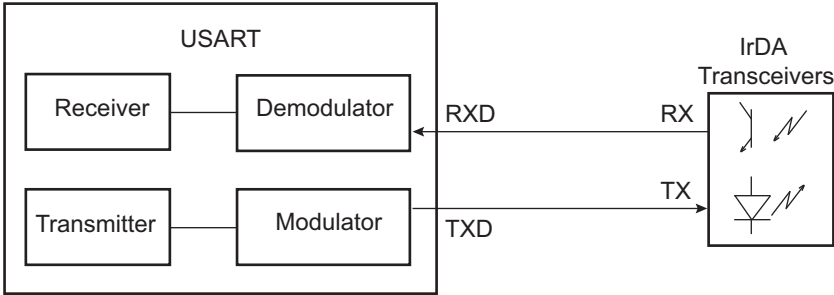 USART
IrDA
Transceivers
Receiver
Demodulator
RXD
RX
Transmitter
Modulator
TXD
TX